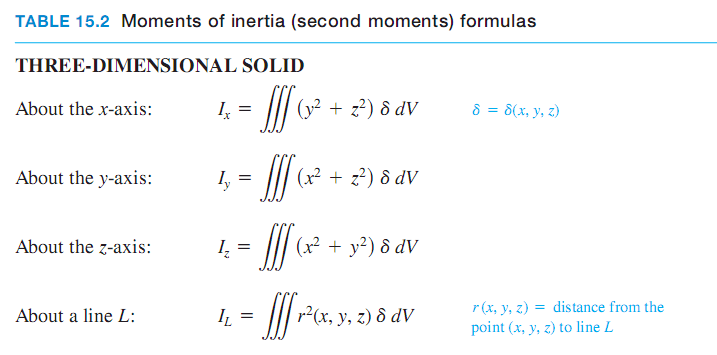 TABLE 15.2 Moments of inertia (second moments) formulas
THREE-DIMENSIONAL SOLID
About the x-axis: Iₓ = ∭ (y² + z²) δ dV δ = δ(x, y, z)
About the y-axis: I_y = ∭ (x² + z²) δ dV
About the z-axis: I_z = ∭ (x² + y²) δ dV
About a line L: I_L = ∭ r²(x, y, z) δ dV r(x, y, z) = distance from the
point (x, y, z) to line L